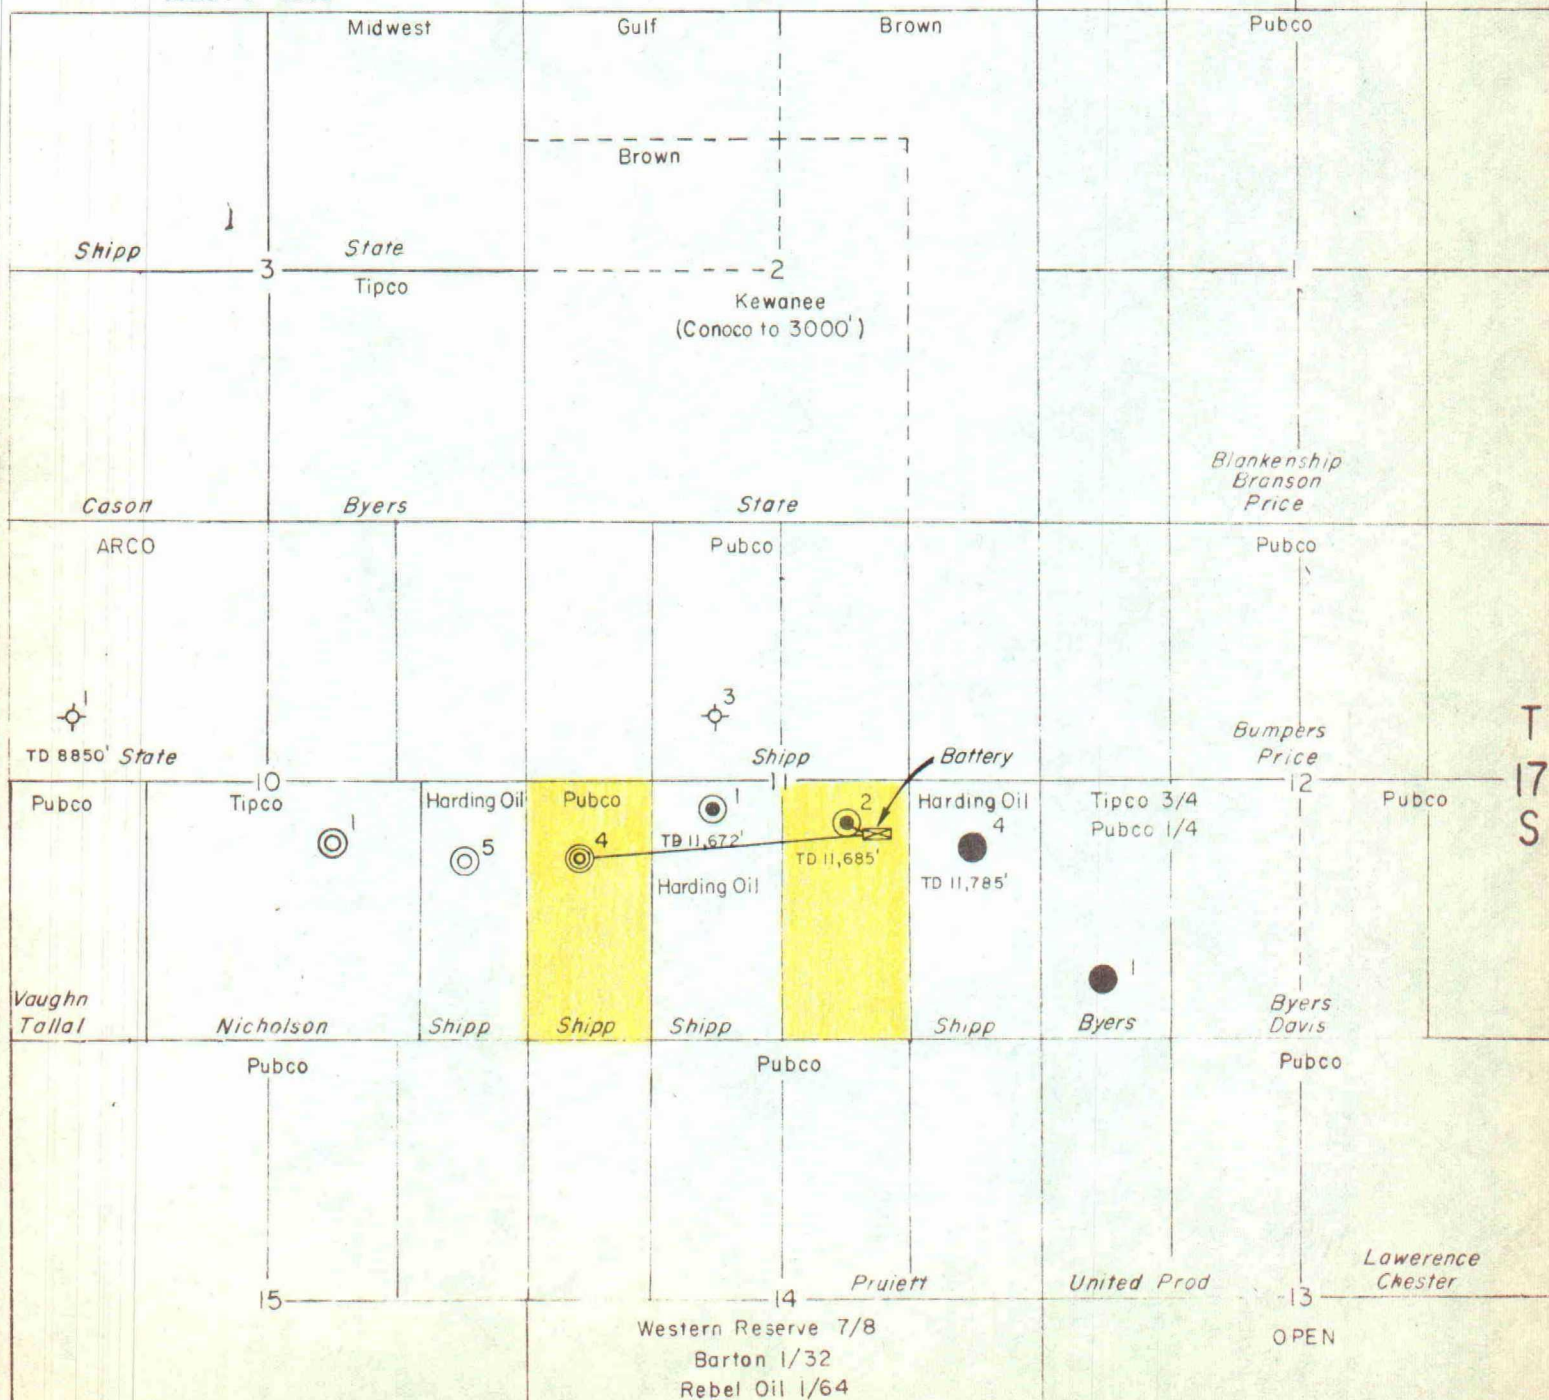 Midwest
Gulf
Brown
Pubco
Brown
Shipp
State
3
2
1
Tipco
Kewanee
(Conoco to 3000')
Blankenship
Branson
Price
Cason
Byers
State
ARCO
Pubco
Pubco
1
3
TD 8850' State
Shipp
Battery
Bumpers
Price
T
17
S
10
11
12
Pubco
Tipco
Harding Oil
Pubco
1
2
Harding Oil
Tipco 3/4
Pubco 1/4
Pubco
1
5
4
TD 11,672'
TD 11,685'
4
TD 11,785'
Harding Oil
1
Vaughn
Tallal
Nicholson
Shipp
Shipp
Shipp
Shipp
Byers
Byers
Davis
Pubco
Pubco
Pubco
Pruiett
United Prod
Lawerence
Chester
15
14
13
Western Reserve 7/8
Barton 1/32
Rebel Oil 1/64
OPEN